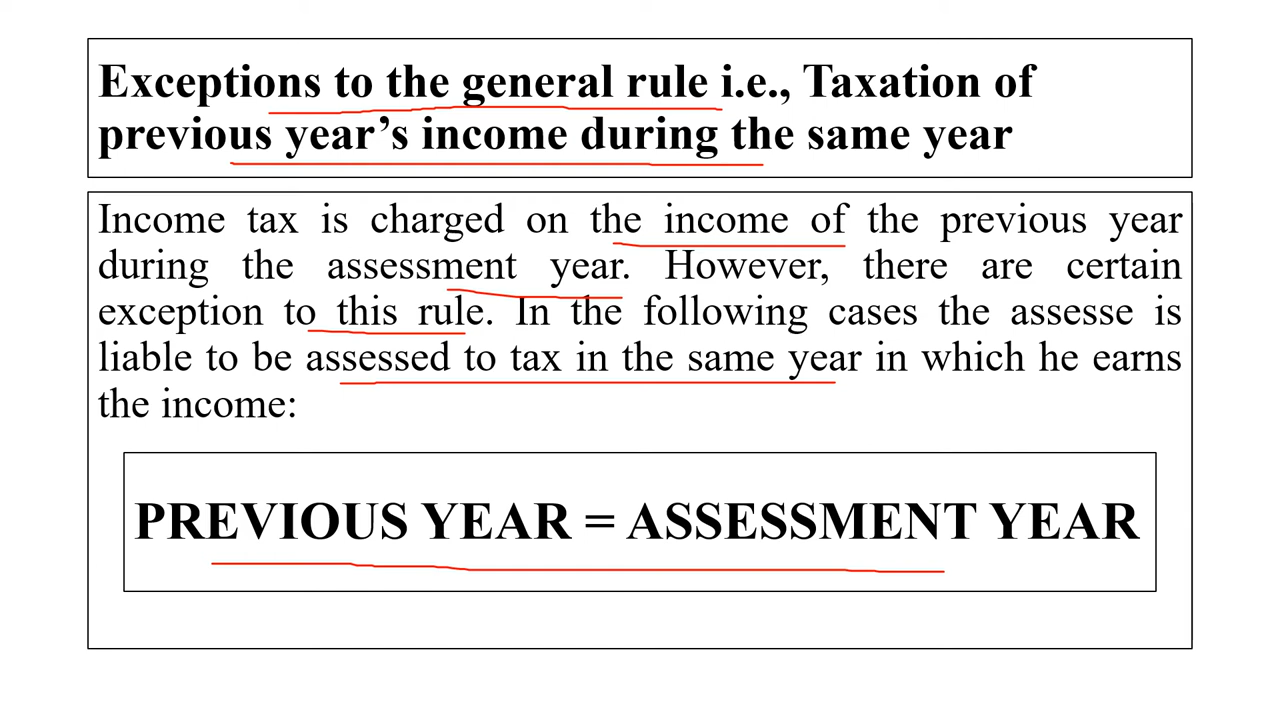 Exceptions to the general rule i.e., Taxation of
previous year’s income during the same year
Income tax is charged on the income of the previous year
during the assessment year. However, there are certain
exception to this rule. In the following cases the assesse is
liable to be assessed to tax in the same year in which he earns
the income:
PREVIOUS YEAR = ASSESSMENT YEAR